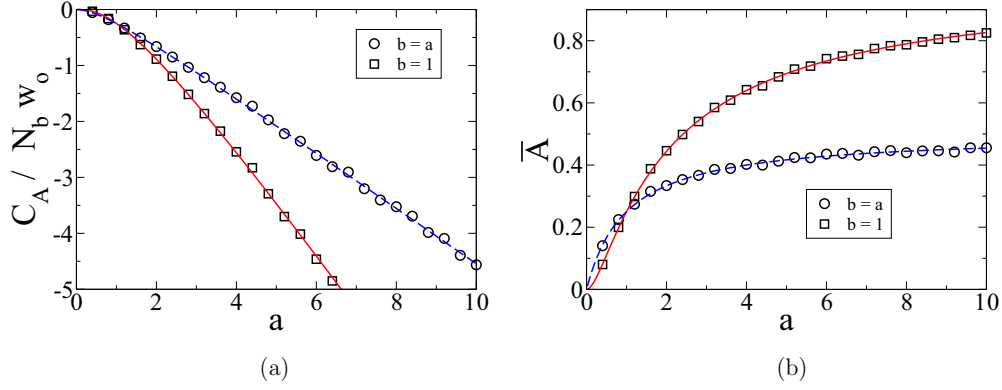 0
-1
-2
-3
-4
-5
0 2 4 6 8 10
a
C_A / N_b w_o
b = a
b = 1
(a)
0.8
0.6
0.4
0.2
0
0 2 4 6 8 10
a
A̅
b = a
b = 1
(b)